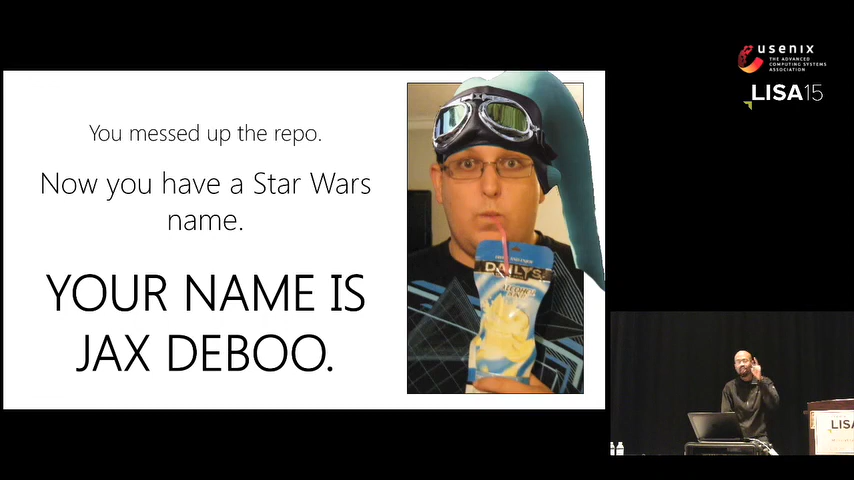 You messed up the repo.
Now you have a Star Wars
name.
YOUR NAME IS
JAX DEBOO.
DAILY'S
usenix
THE ADVANCED
COMPUTING SYSTEMS
ASSOCIATION
LISA15
LISA